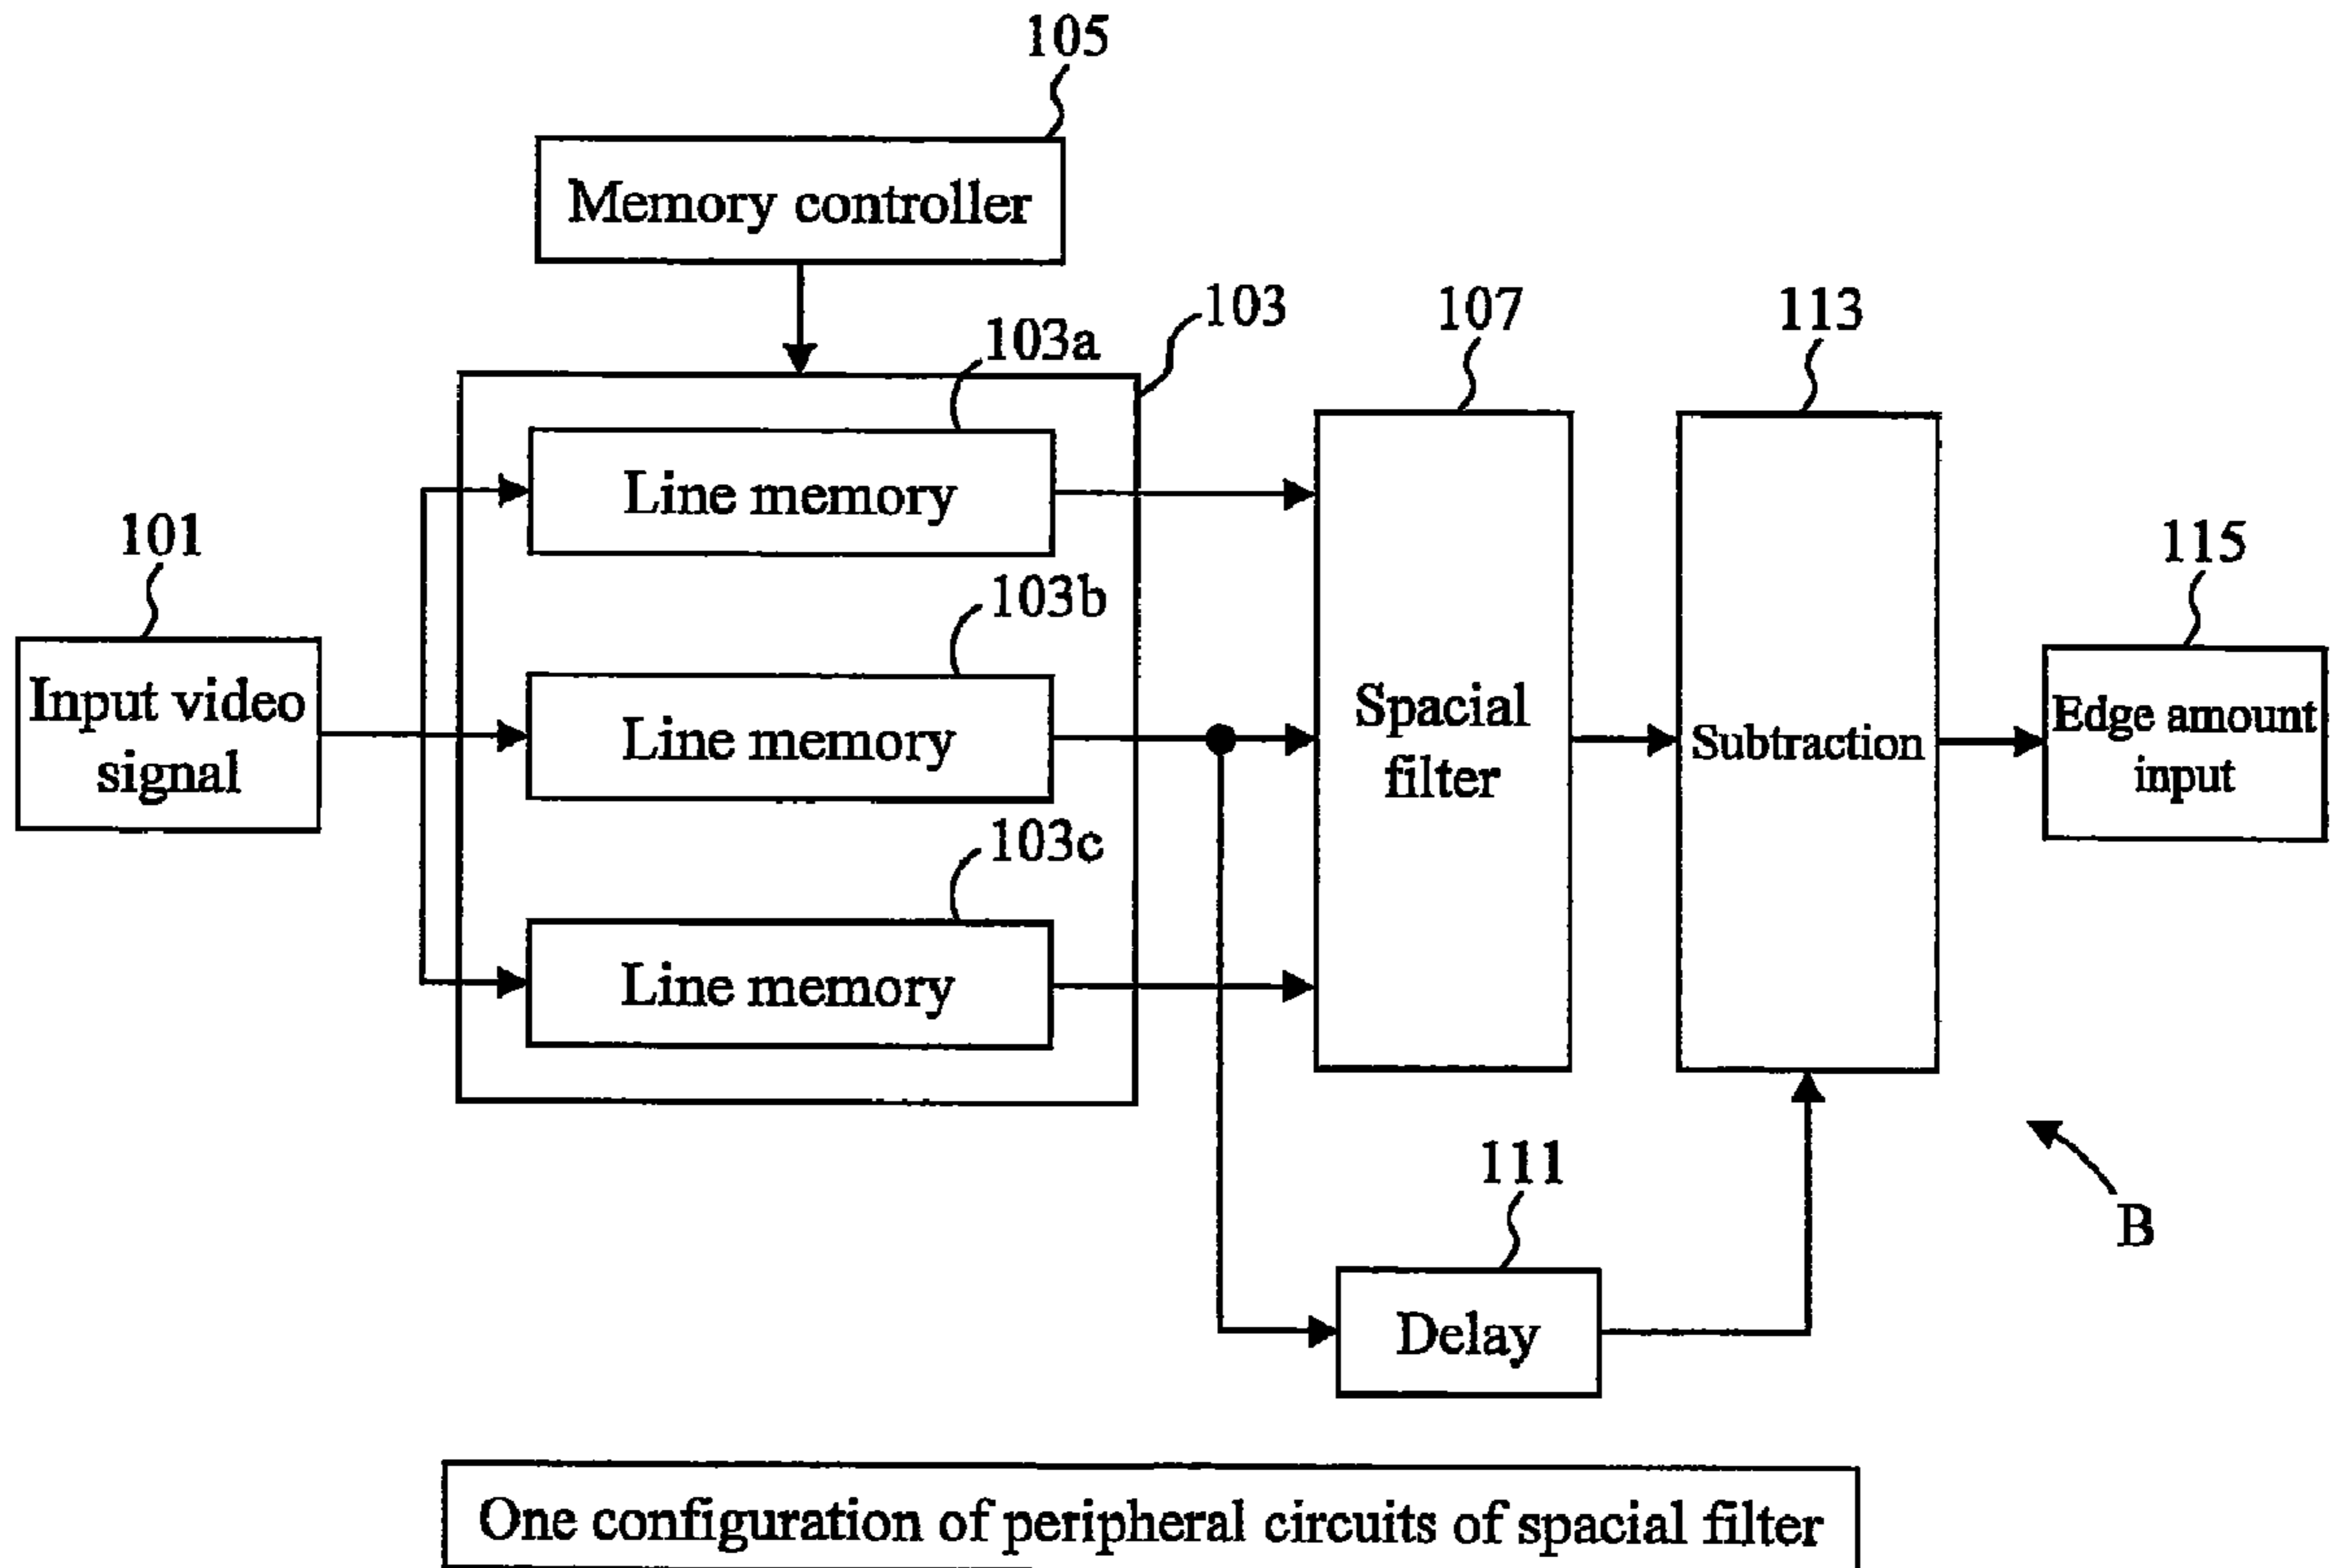 105
Memory controller
103
107
113
103a
Line memory
101
115
103b
Input video
signal
Line memory
Spacial
filter
Subtraction
Edge amount
input
103c
Line memory
111
B
Delay
One configuration of peripheral circuits of spacial filter